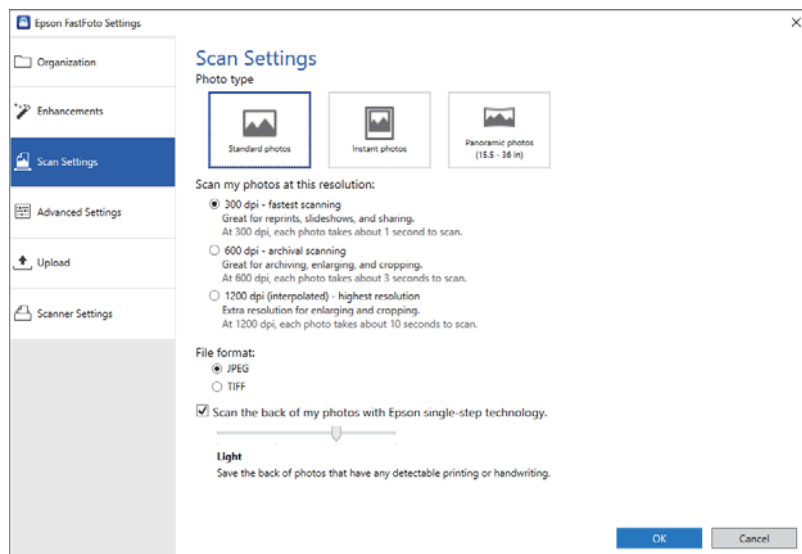 Epson FastFoto Settings
Organization
Enhancements
Scan Settings
Advanced Settings
Upload
Scanner Settings
Scan Settings
Photo type
Standard photos
Instant photos
Panoramic photos
(15.5 - 36 in)
Scan my photos at this resolution:
300 dpi - fastest scanning
Great for reprints, slideshows, and sharing.
At 300 dpi, each photo takes about 1 second to scan.
600 dpi - archival scanning
Great for archiving, enlarging, and cropping.
At 600 dpi, each photo takes about 3 seconds to scan.
1200 dpi (interpolated) - highest resolution
Extra resolution for enlarging and cropping.
At 1200 dpi, each photo takes about 10 seconds to scan.
File format:
JPEG
TIFF
Scan the back of my photos with Epson single-step technology.
Light
Save the back of photos that have any detectable printing or handwriting.
OK
Cancel